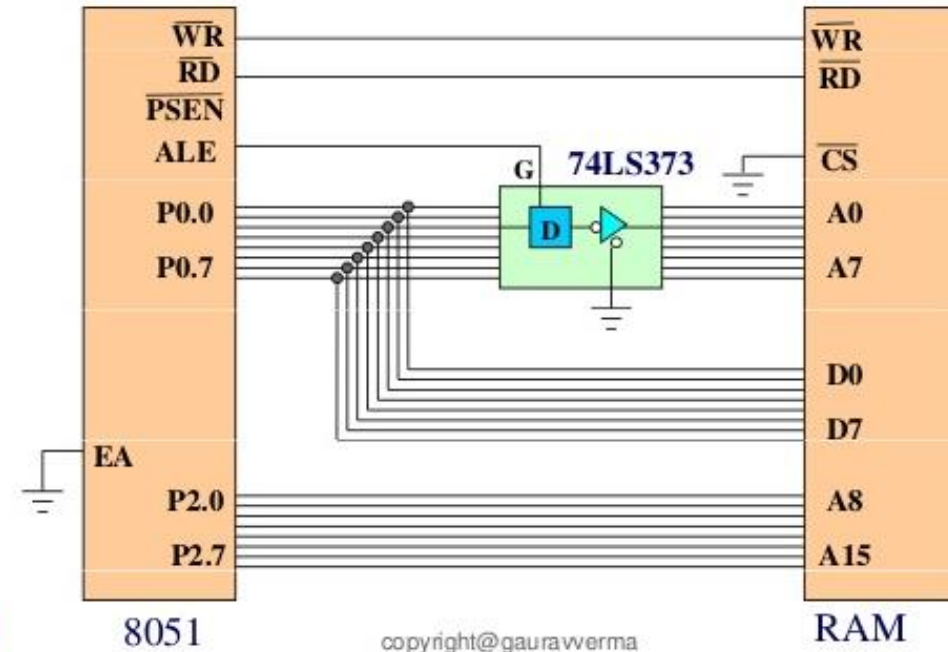 WR WR
RD RD
PSEN
ALE 74LS373 CS
G
P0.0 D A0
P0.7 A7
D0
D7
EA
P2.0 A8
P2.7 A15
8051 copyright@gauravverma RAM